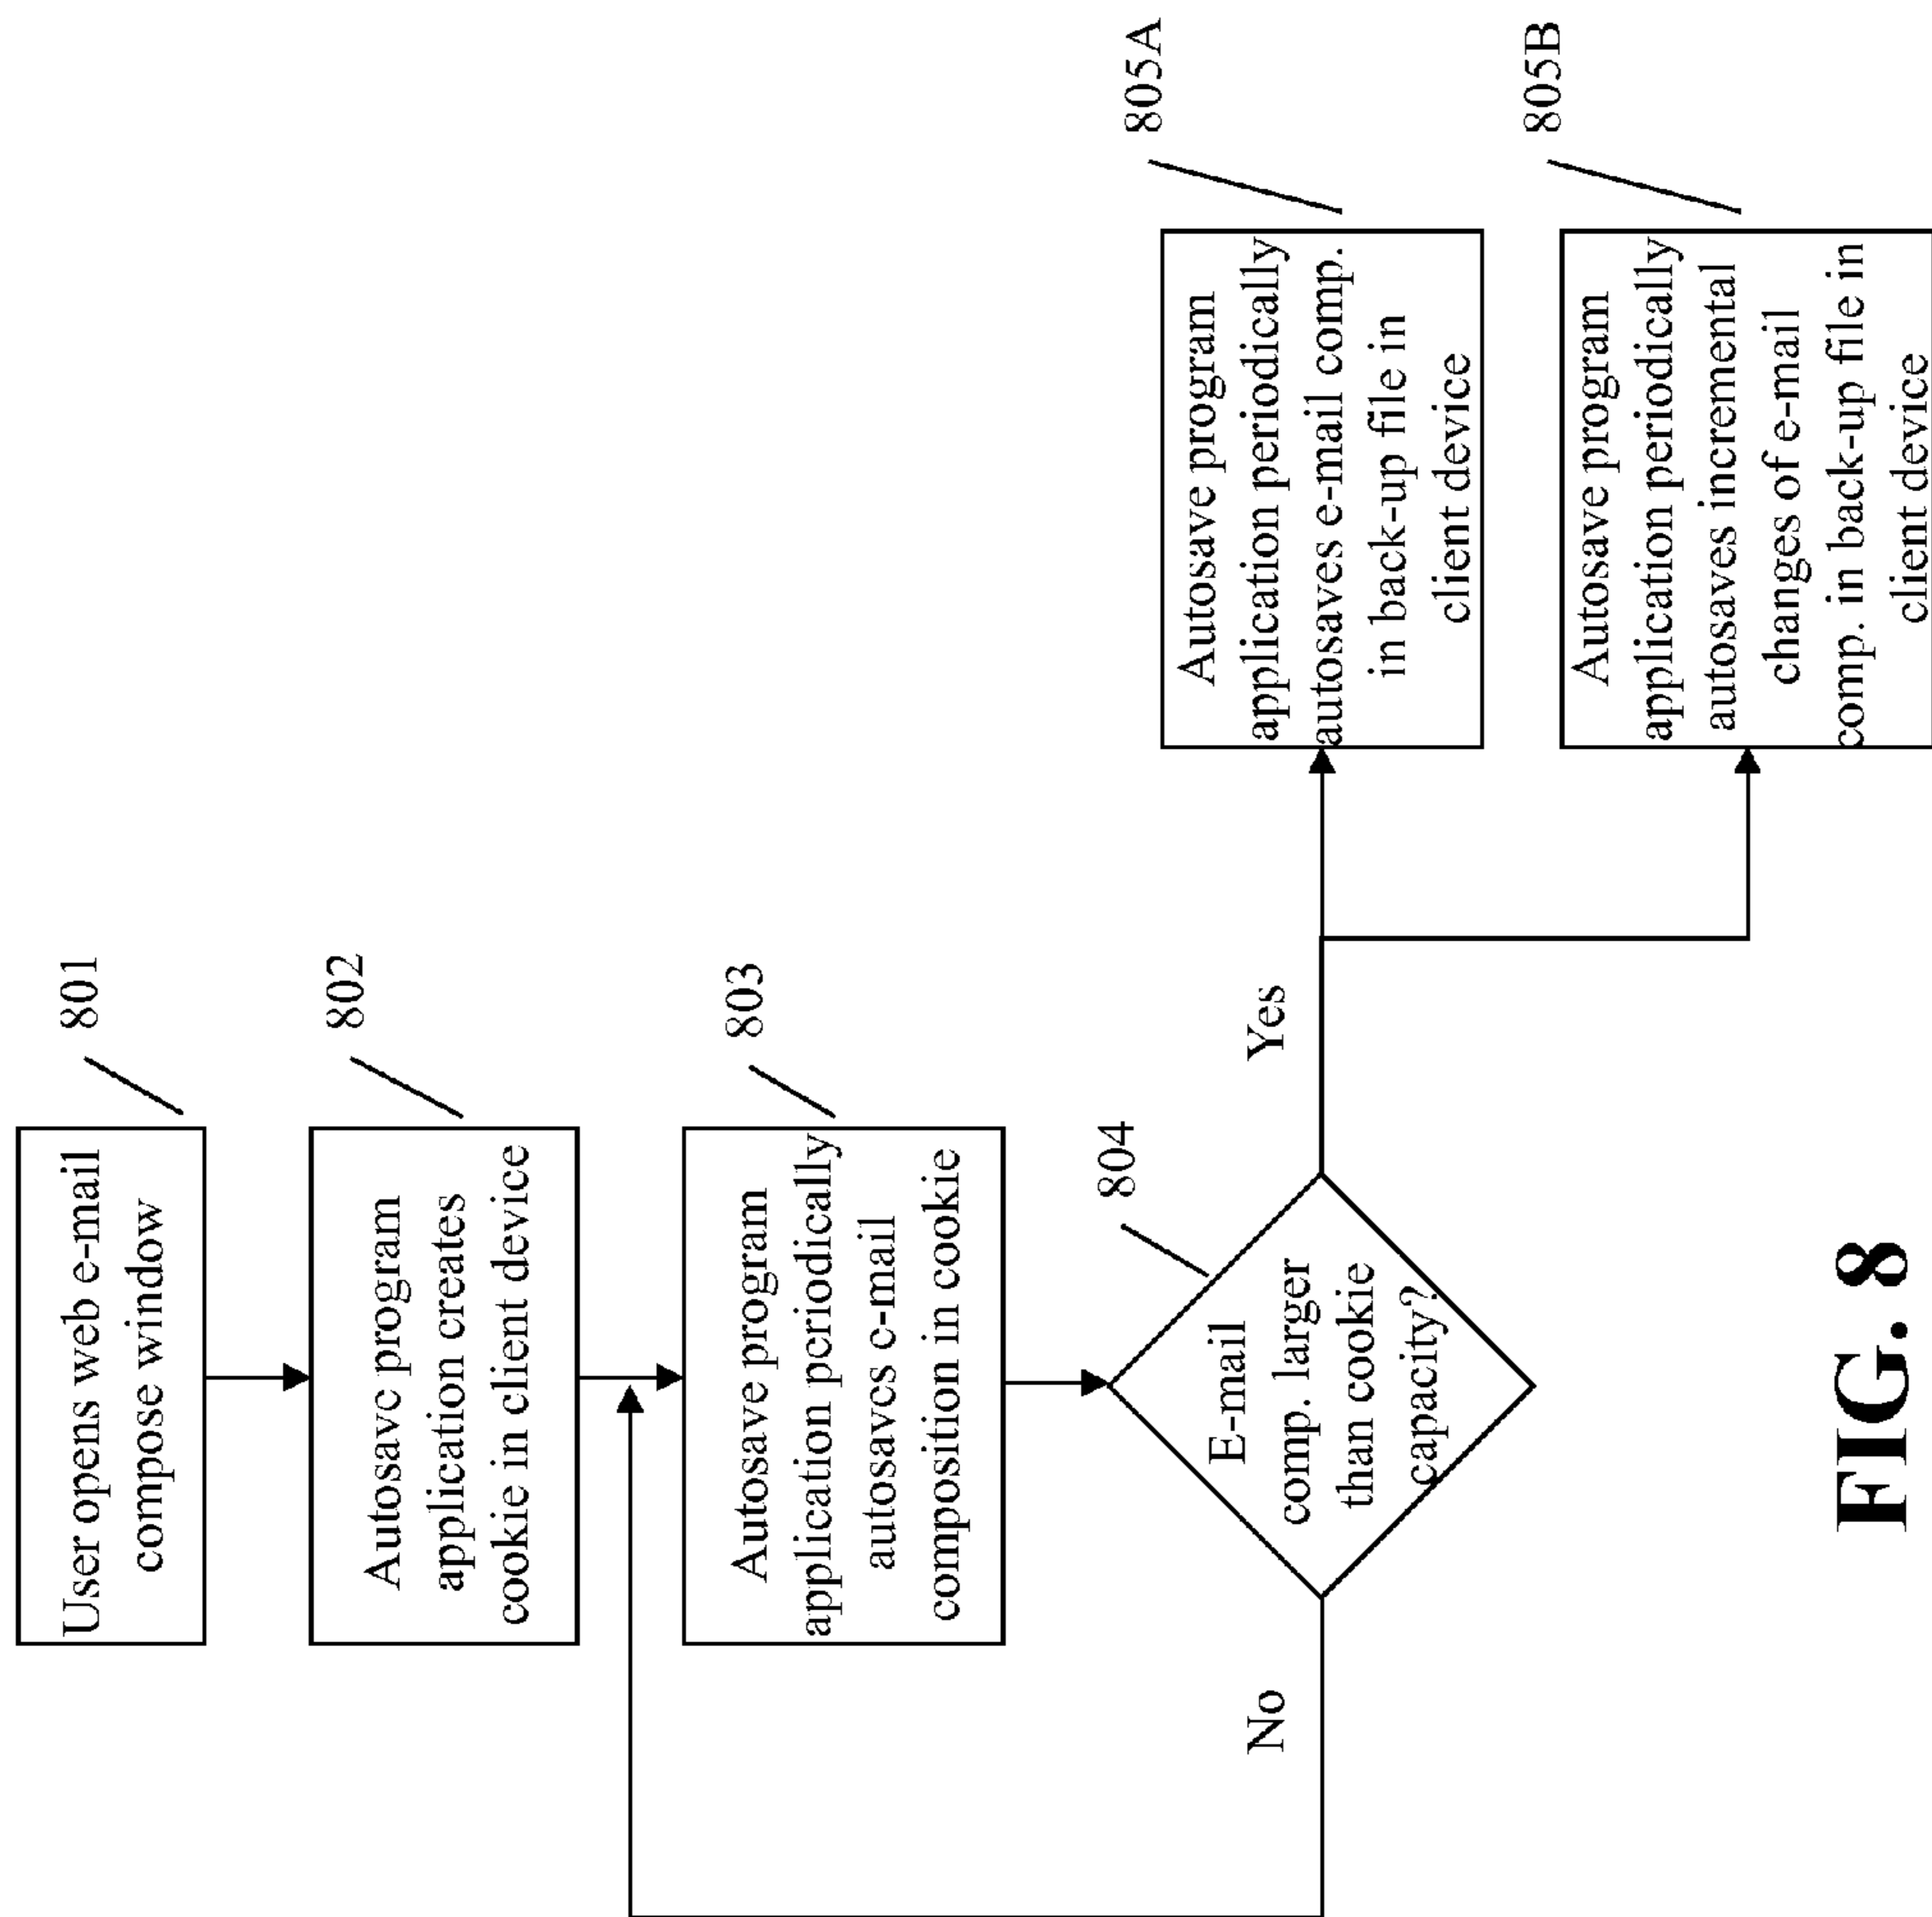 801
User opens web e-mail
compose window
802
Autosave program
application creates
cookie in client device
803
Autosave program
application periodically
autosaves e-mail
composition in cookie
804
E-mail
comp. larger
than cookie
capacity?
No
Yes
805A
Autosave program
application periodically
autosaves e-mail comp.
in back-up file in
client device
805B
Autosave program
application periodically
autosaves incremental
changes of e-mail
comp. in back-up file in
client device
FIG. 8